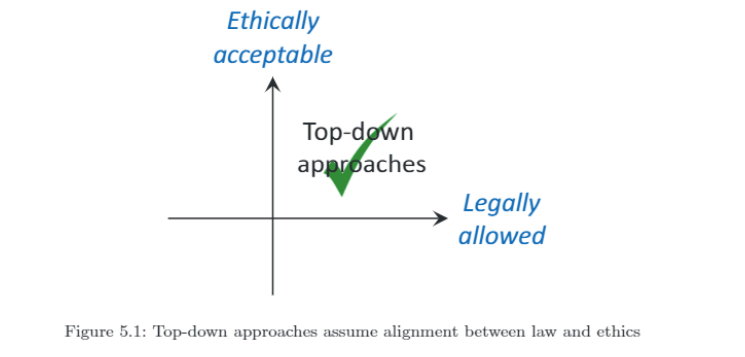 Ethically
acceptable
Top-down
approaches
Legally
allowed
Figure 5.1: Top-down approaches assume alignment between law and ethics